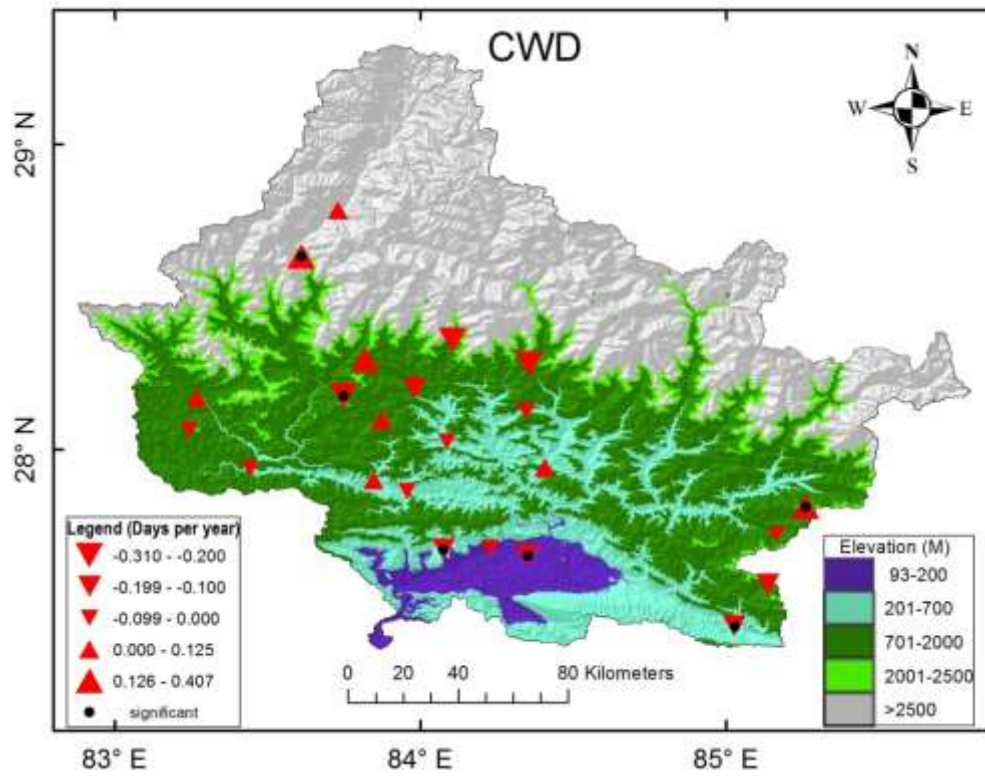 CWD
N
W E
S
29° N
28° N
Legend (Days per year)
-0.310 - -0.200
-0.199 - -0.100
-0.099 - 0.000
0.000 - 0.125
0.126 - 0.407
significant
Elevation (M)
93-200
201-700
701-2000
2001-2500
>2500
0 20 40 80 Kilometers
83° E 84° E 85° E